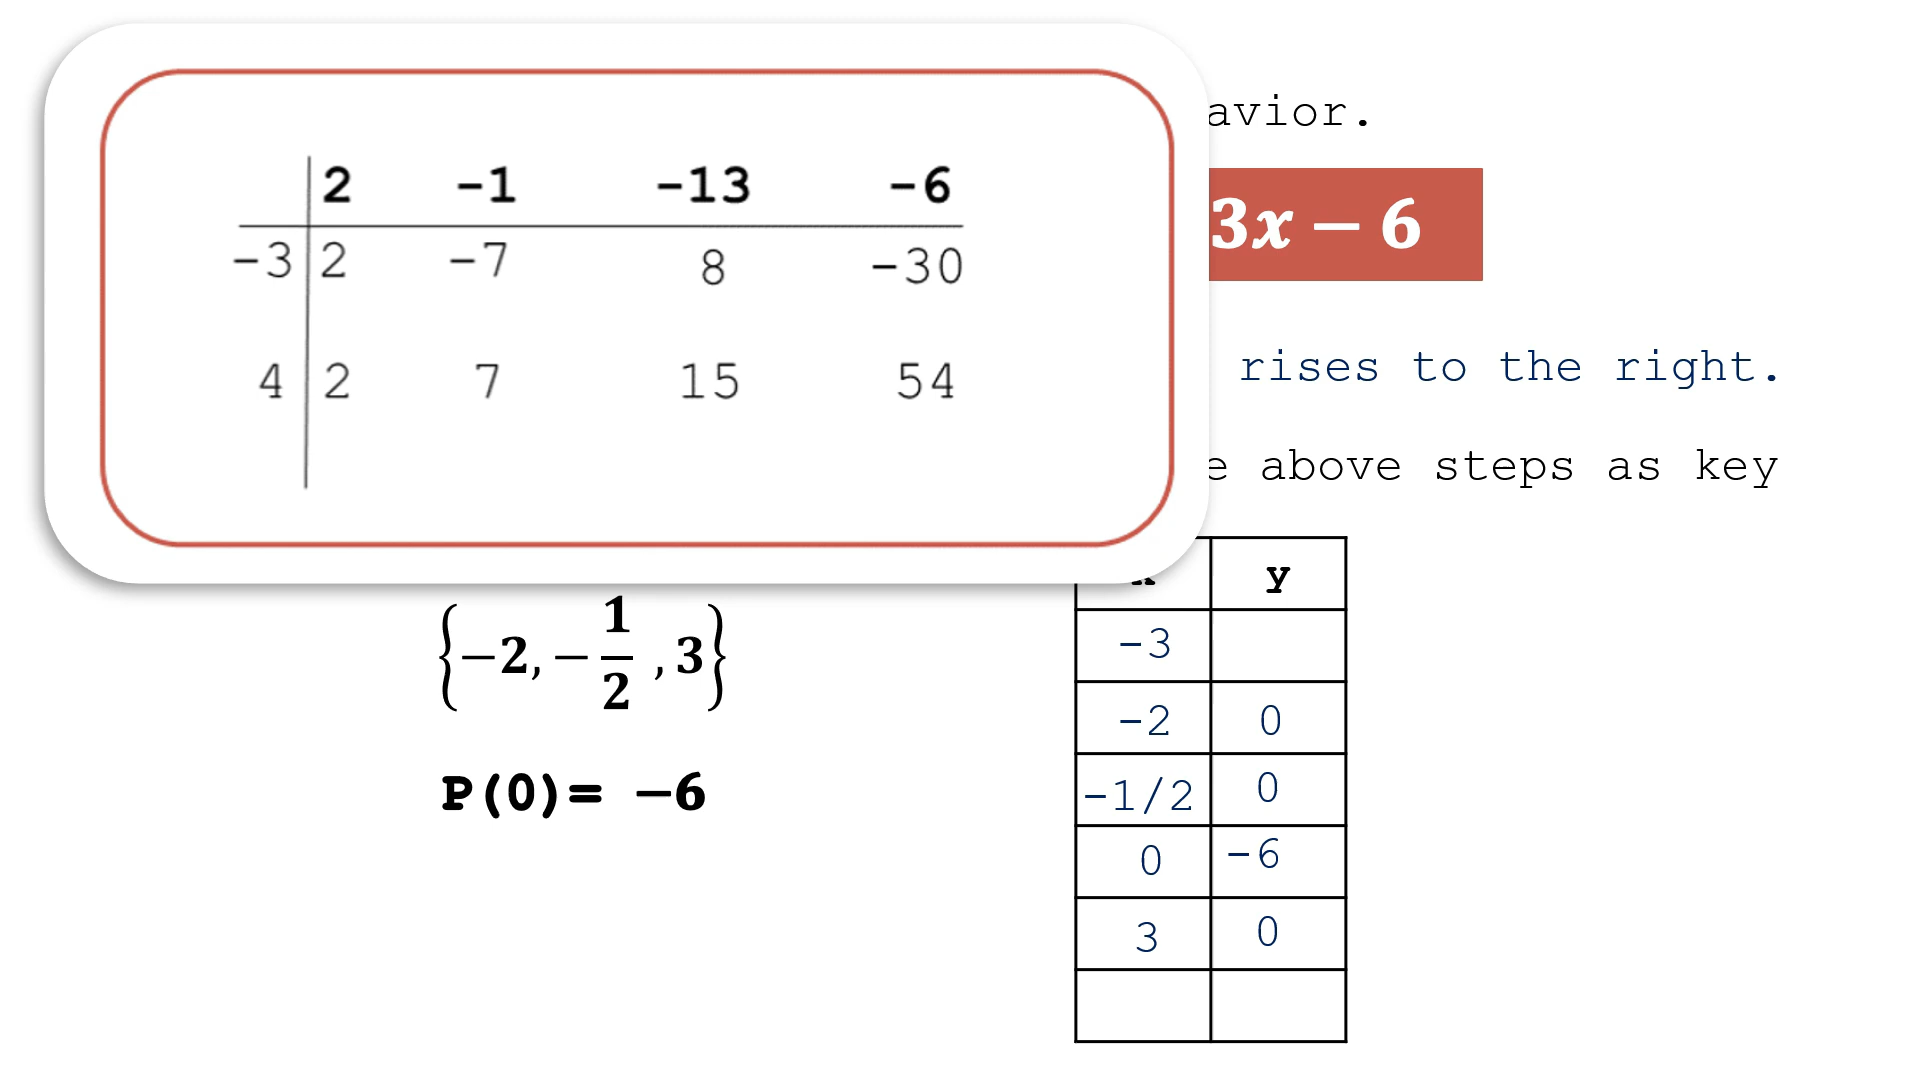 2 -1 -13 -6
-3 2 -7 8 -30
4 2 7 15 54
avior.
3x − 6
rises to the right.
e above steps as key
{−2, −1/2 , 3}
P(0)= −6
y
-3
-2 0
-1/2 0
0 -6
3 0